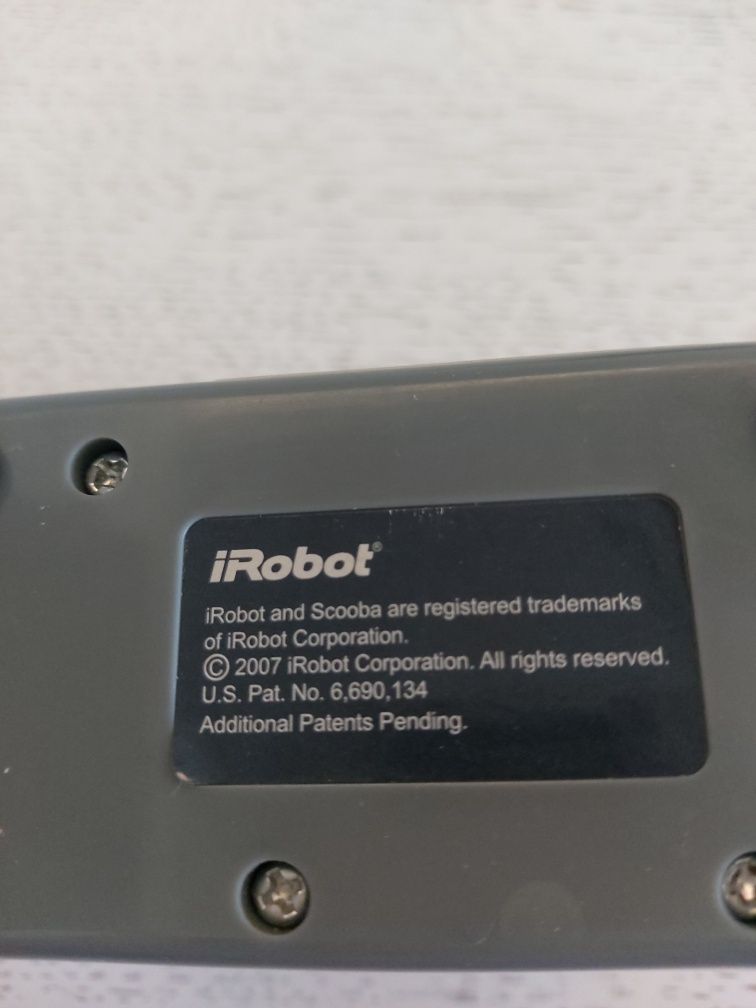 iRobot®
iRobot and Scooba are registered trademarks
of iRobot Corporation.
© 2007 iRobot Corporation. All rights reserved.
U.S. Pat. No. 6,690,134
Additional Patents Pending.